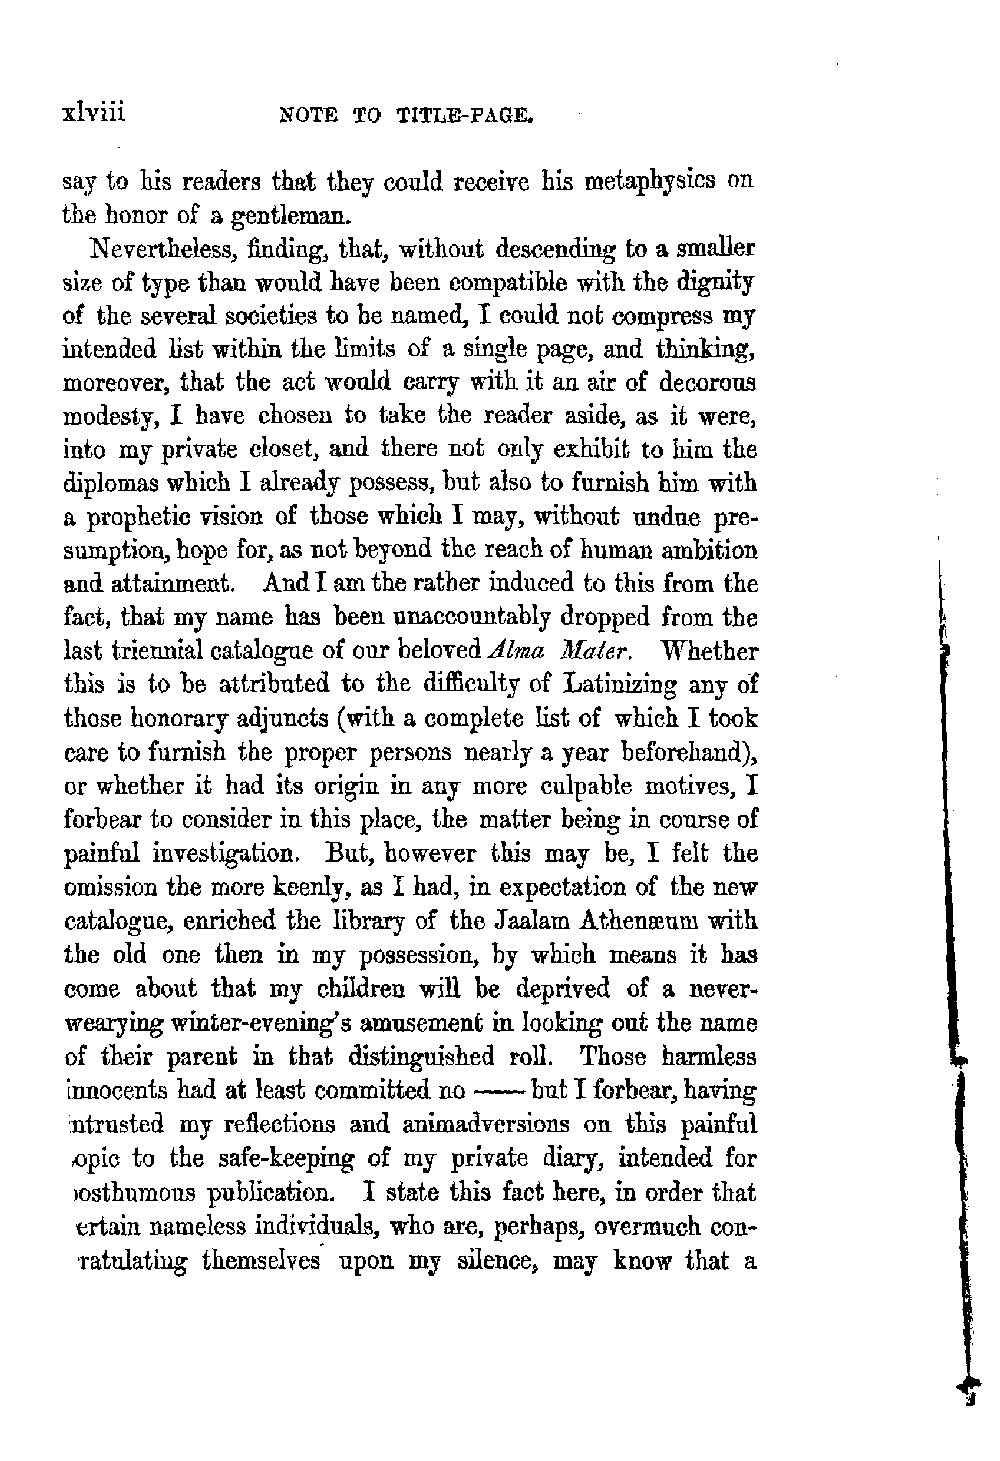 xlviii NOTE TO TITLE-PAGE.
say to his readers that they could receive his metaphysics on
the honor of a gentleman.
Nevertheless, finding, that, without descending to a smaller
size of type than would have been compatible with the dignity
of the several societies to be named, I could not compress my
intended list within the limits of a single page, and thinking,
moreover, that the act would carry with it an air of decorous
modesty, I have chosen to take the reader aside, as it were,
into my private closet, and there not only exhibit to him the
diplomas which I already possess, but also to furnish him with
a prophetic vision of those which I may, without undue pre-
sumption, hope for, as not beyond the reach of human ambition
and attainment. And I am the rather induced to this from the
fact, that my name has been unaccountably dropped from the
last triennial catalogue of our beloved Alma Mater. Whether
this is to be attributed to the difficulty of Latinizing any of
those honorary adjuncts (with a complete list of which I took
care to furnish the proper persons nearly a year beforehand),
or whether it had its origin in any more culpable motives, I
forbear to consider in this place, the matter being in course of
painful investigation. But, however this may be, I felt the
omission the more keenly, as I had, in expectation of the new
catalogue, enriched the library of the Jaalam Athenæum with
the old one then in my possession, by which means it has
come about that my children will be deprived of a never-
wearying winter-evening's amusement in looking out the name
of their parent in that distinguished roll. Those harmless
innocents had at least committed no —— but I forbear, having
ntrusted my reflections and animadversions on this painful
opic to the safe-keeping of my private diary, intended for
osthumous publication. I state this fact here, in order that
ertain nameless individuals, who are, perhaps, overmuch con-
ratulating themselves upon my silence, may know that a